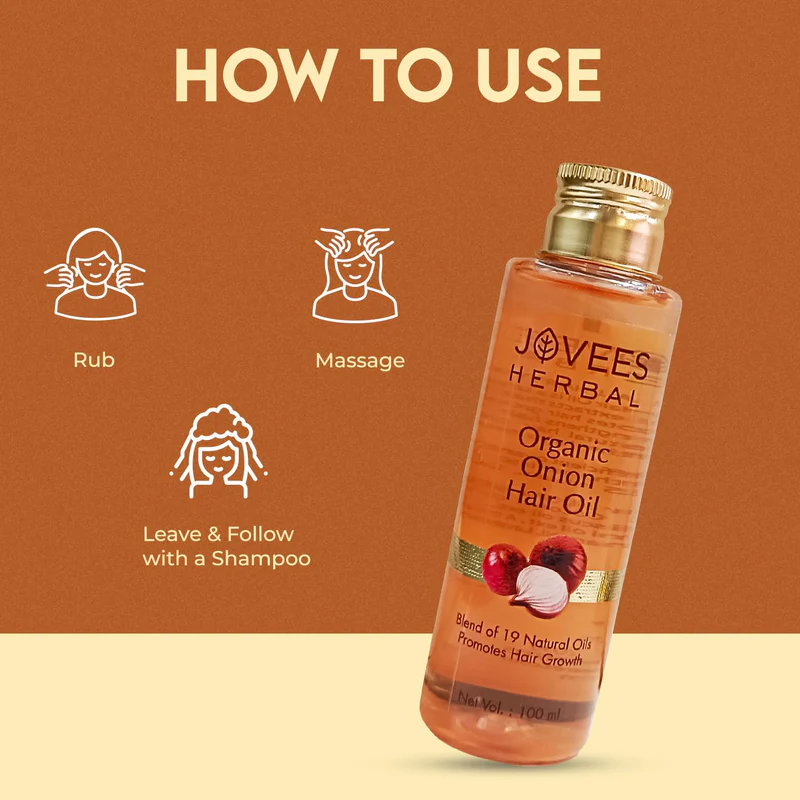 HOW TO USE
Rub
Massage
Leave & Follow
with a Shampoo
JOVEES
HERBAL
Organic
Onion
Hair Oil
Blend of 19 Natural Oils
Promotes Hair Growth
Net Vol. : 100 ml